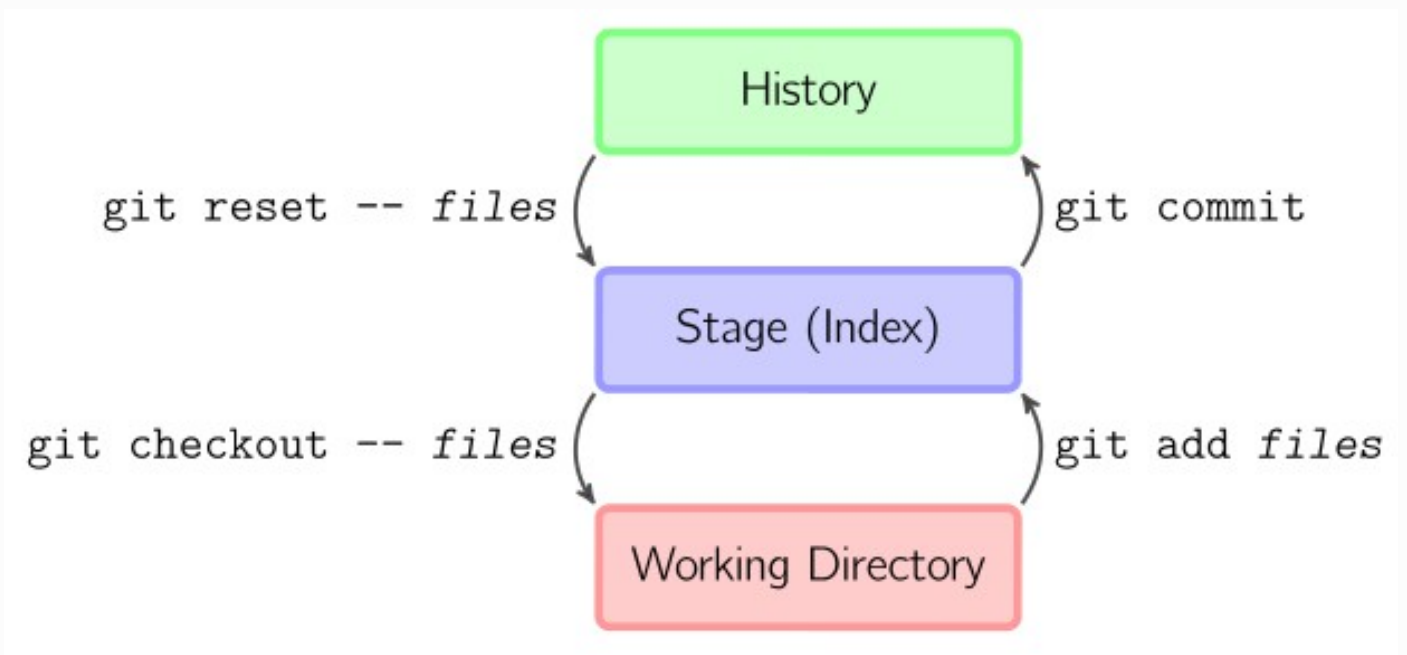 History
git reset -- files
git commit
Stage (Index)
git checkout -- files
git add files
Working Directory